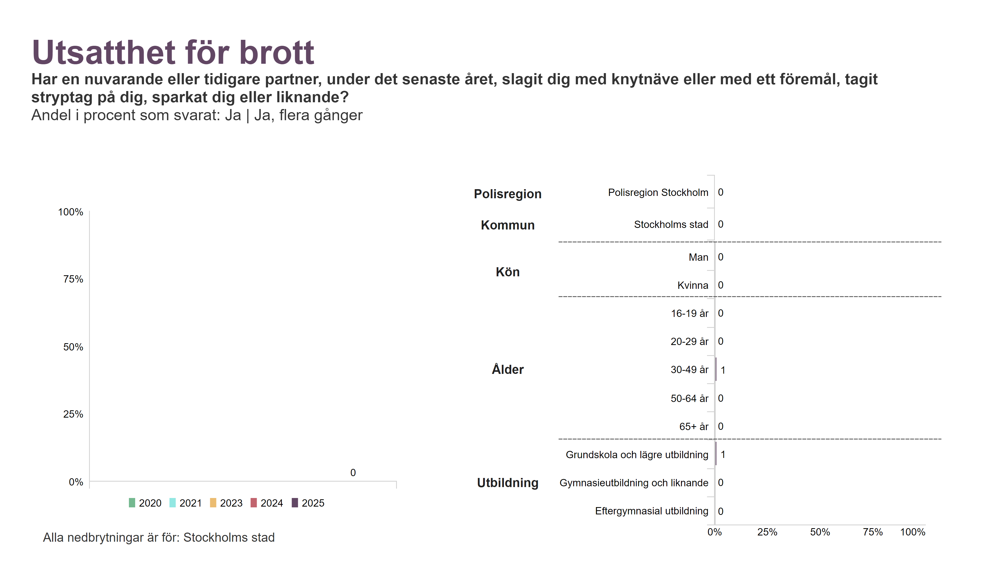 Utsatthet för brott
Har en nuvarande eller tidigare partner, under det senaste året, slagit dig med knytnäve eller med ett föremål, tagit
stryptag på dig, sparkat dig eller liknande?
Andel i procent som svarat: Ja | Ja, flera gånger
100%
75%
50%
25%
0%
0
2020 2021 2023 2024 2025
Alla nedbrytningar är för: Stockholms stad
Polisregion Polisregion Stockholm 0
Kommun Stockholms stad 0
Kön
Man 0
Kvinna 0
Ålder
16-19 år 0
20-29 år 0
30-49 år 1
50-64 år 0
65+ år 0
Utbildning
Grundskola och lägre utbildning 1
Gymnasieutbildning och liknande 0
Eftergymnasial utbildning 0
0% 25% 50% 75% 100%